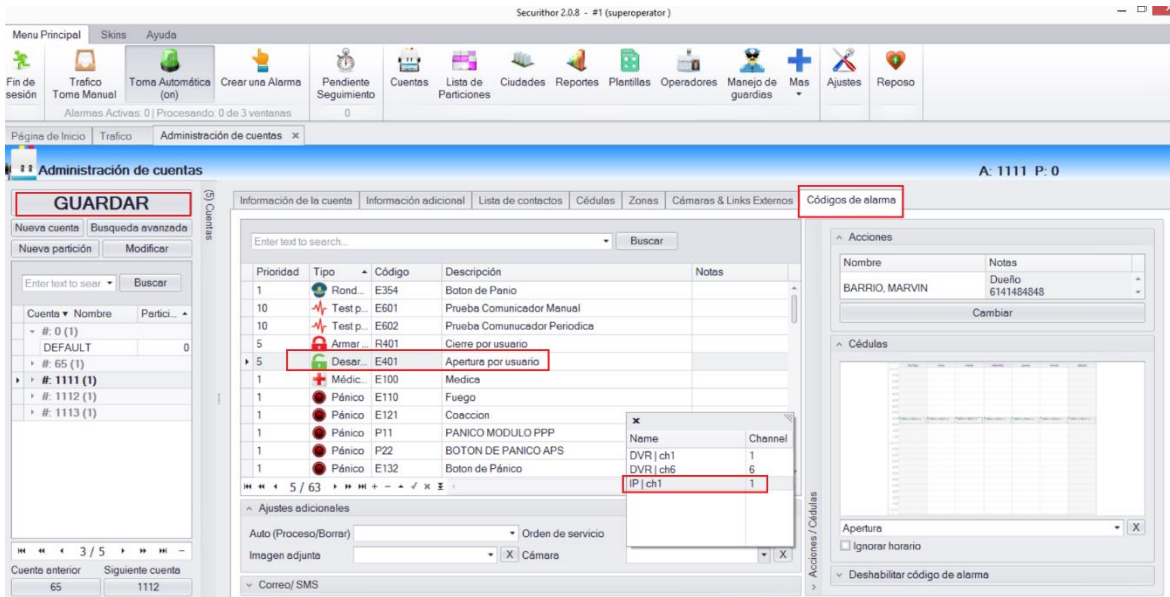 Securithor 2.0.8 - #1 (superoperator )
Menu Principal Skins Ayuda
Fin de sesión
Trafico Toma Manual
Toma Automática (on)
Crear una Alarma
Pendiente Seguimiento
Cuentas
Lista de Particiones
Ciudades
Reportes
Plantillas
Operadores
Manejo de guardias
Mas
Ajustes
Reposo
Alarmas Activas: 0 | Procesando: 0 de 3 ventanas
0
Página de Inicio Trafico Administración de cuentas x
Administración de cuentas A: 1111 P: 0
GUARDAR
Nueva cuenta Busqueda avanzada
Nueva partición Modificar
Enter text to sear Buscar
Cuenta Nombre Partici...
#: 0 (1)
DEFAULT 0
#: 65 (1)
#: 1111 (1)
#: 1112 (1)
#: 1113 (1)
3 / 5
Cuenta anterior Siguiente cuenta
65 1112
(5) Cuentas
Información de la cuenta Información adicional Lista de contactos Cédulas Zonas Cámaras & Links Externos Códigos de alarma
Enter text to search... Buscar
Prioridad Tipo Código Descripción Notas
1 Rond... E354 Boton de Panio
10 Test p... E601 Prueba Comunicador Manual
10 Test p... E602 Prueba Comunucador Periodica
5 Armar... R401 Cierre por usuario
5 Desar... E401 Apertura por usuario
1 Médic... E100 Medica
1 Pánico E110 Fuego
1 Pánico E121 Coaccion
1 Pánico P11 PANICO MODULO PPP
1 Pánico P22 BOTON DE PANICO APS
1 Pánico E132 Boton de Pánico
5 / 63
x
Name Channel
DVR | ch1 1
DVR | ch6 6
IP | ch1 1
Ajustes adicionales
Auto (Proceso/Borrar) Orden de servicio
Imagen adjunta X Cámara X
Correo/ SMS
Acciones / Cédulas
Acciones
Nombre Notas
BARRIO, MARVIN Dueño
6141484848
Cambiar
Cédulas
Apertura X
Ignorar horario
Deshabilitar código de alarma